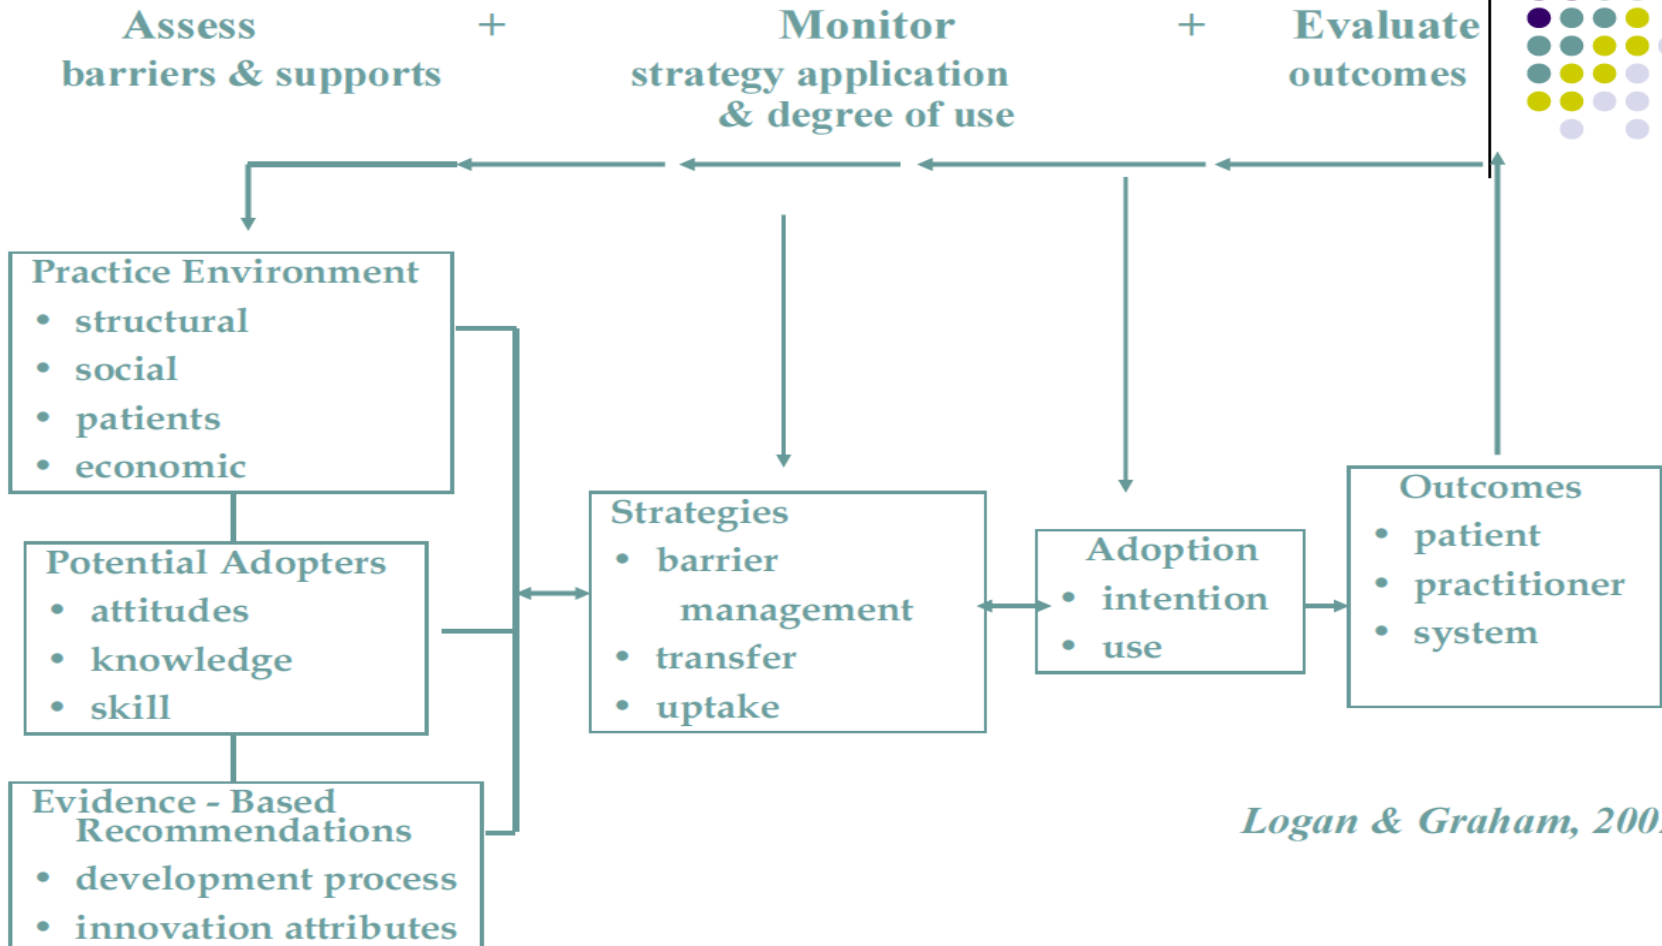 Assess + Monitor + Evaluate
barriers & supports strategy application outcomes
& degree of use
Practice Environment
• structural
• social
• patients
• economic
Potential Adopters
• attitudes
• knowledge
• skill
Evidence - Based
Recommendations
• development process
• innovation attributes
Strategies
• barrier
management
• transfer
• uptake
Adoption
• intention
• use
Outcomes
• patient
• practitioner
• system
Logan & Graham,